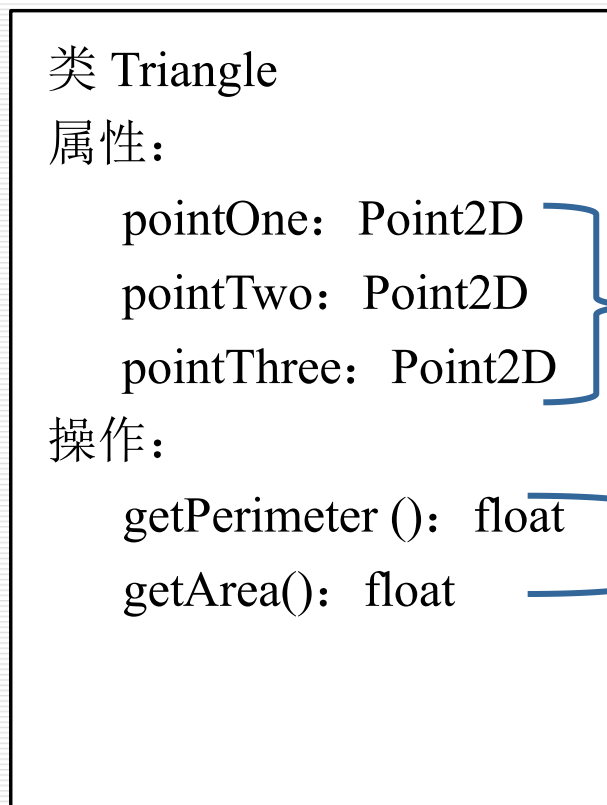 类 Triangle
属性：
pointOne： Point2D
pointTwo： Point2D
pointThree： Point2D
操作：
getPerimeter ()： float
getArea()： float